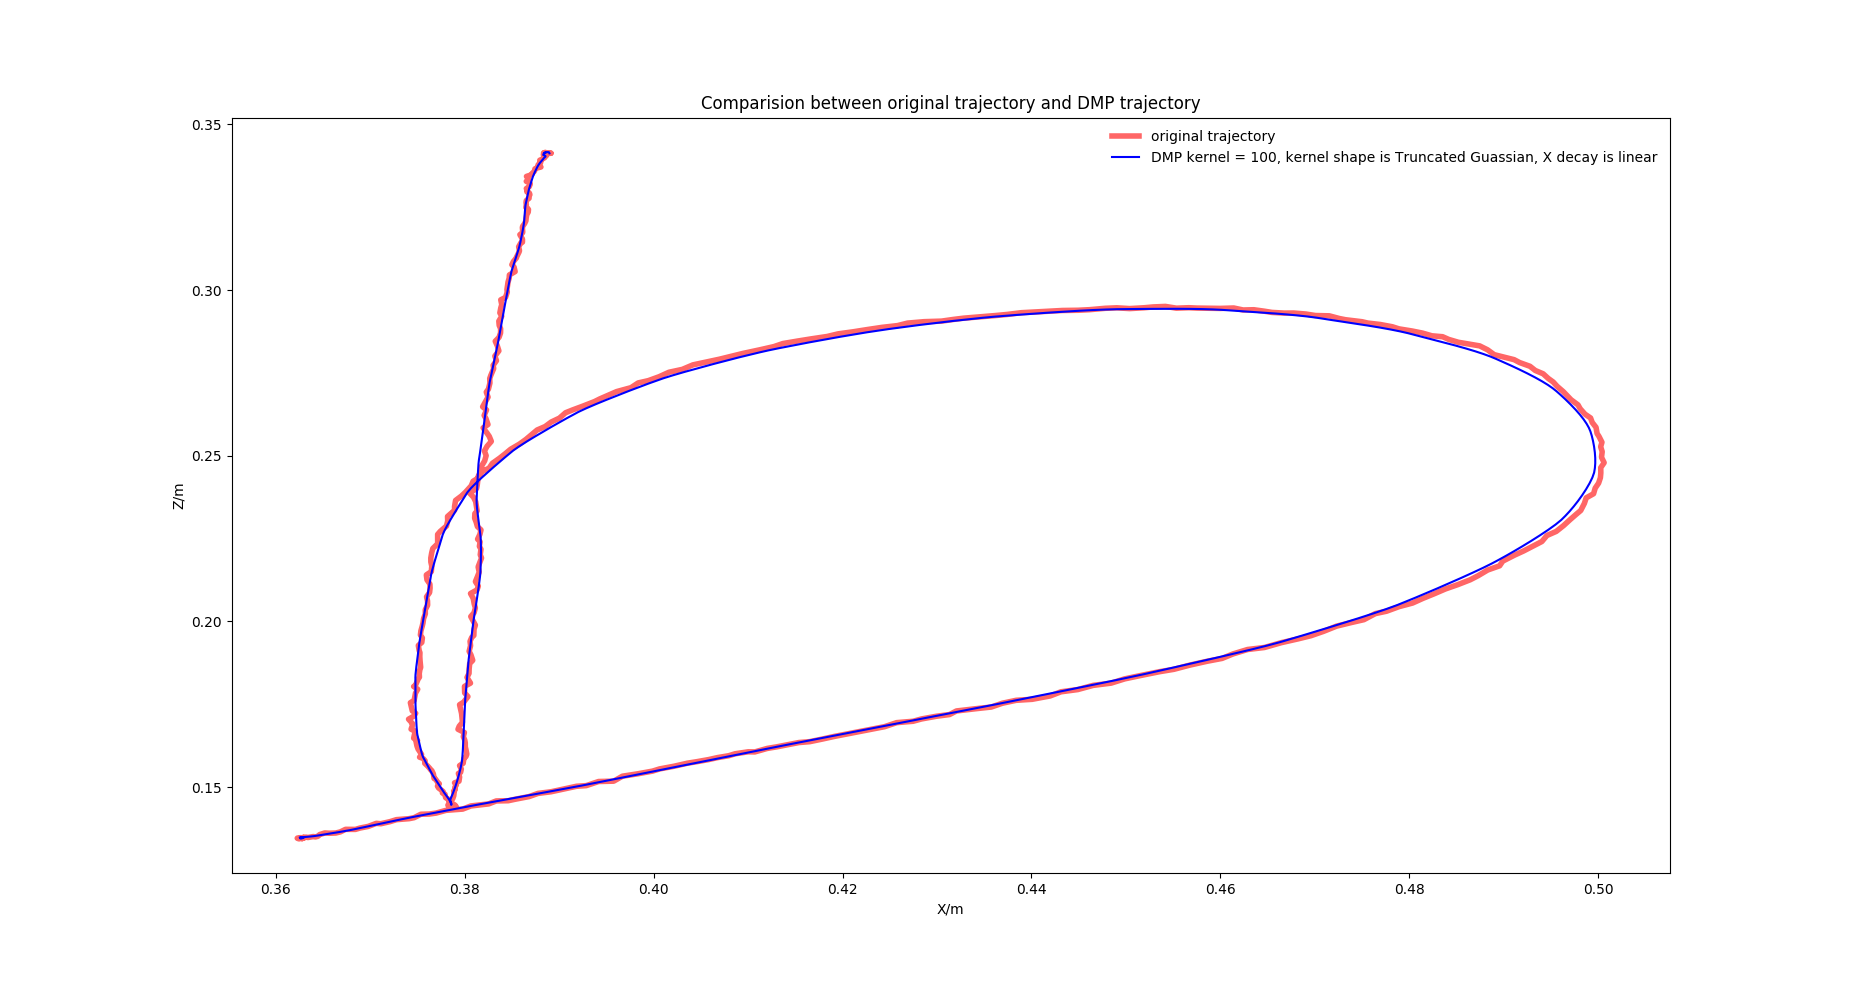 Comparision between original trajectory and DMP trajectory
original trajectory
DMP kernel = 100, kernel shape is Truncated Guassian, X decay is linear
0.35
0.30
0.25
0.20
0.15
Z/m
0.36 0.38 0.40 0.42 0.44 0.46 0.48 0.50
X/m